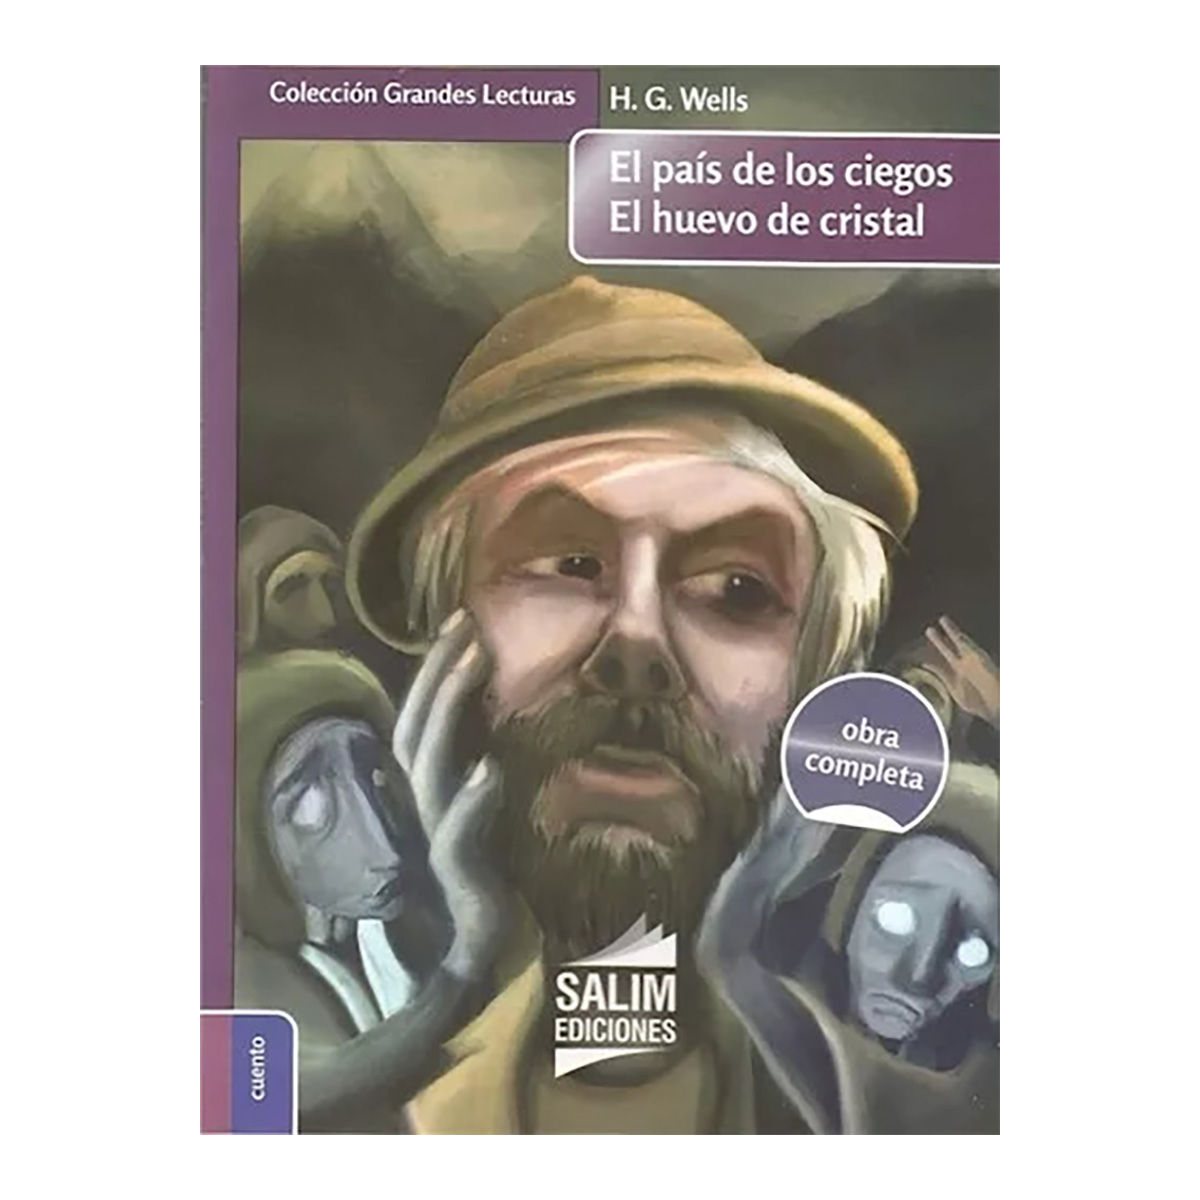 Colección Grandes Lecturas
H. G. Wells
El país de los ciegos
El huevo de cristal
obra
completa
SALIM
EDICIONES
cuento